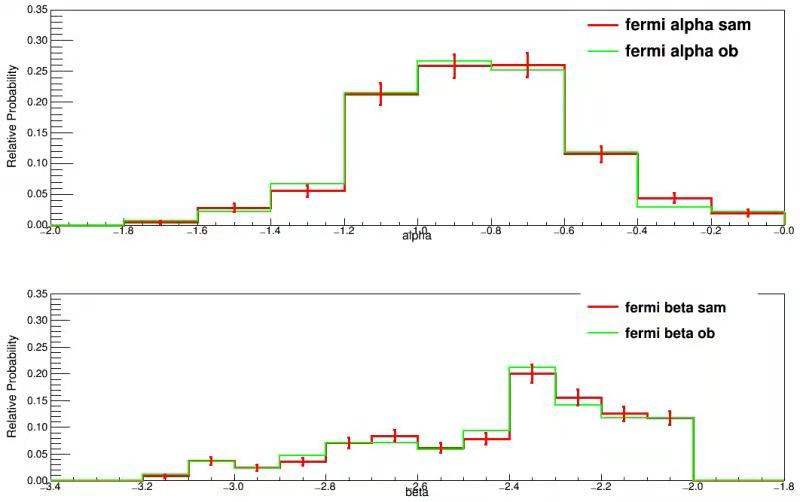 0.35
0.30
0.25
0.20
0.15
0.10
0.05
0.00
Relative Probability
fermi alpha sam
fermi alpha ob
−2.0 −1.8 −1.6 −1.4 −1.2 −1.0 −0.8 −0.6 −0.4 −0.2 −0.0
alpha
0.35
0.30
0.25
0.20
0.15
0.10
0.05
0.00
Relative Probability
fermi beta sam
fermi beta ob
−3.4 −3.2 −3.0 −2.8 −2.6 −2.4 −2.2 −2.0 −1.8
beta